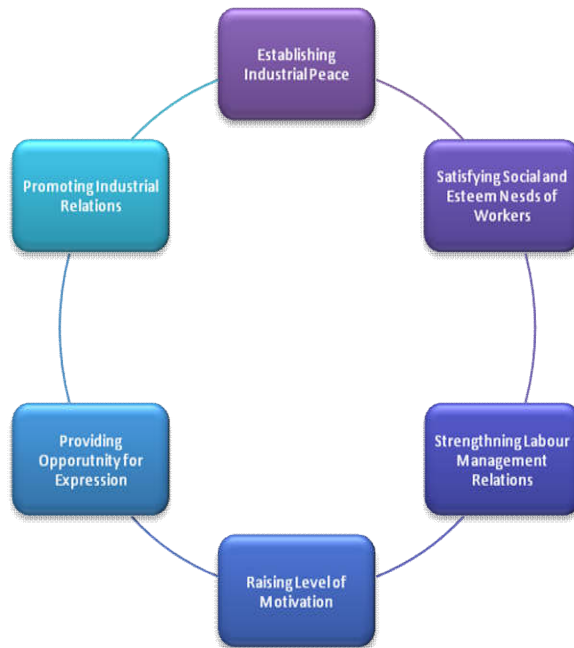 Establishing
Industrial Peace
Satisfying Social and
Esteem Nesds of
Workers
Strengthning Labour
Management
Relations
Raising Level of
Motivation
Providing
Opporutnity for
Expression
Promoting Industrial
Relations